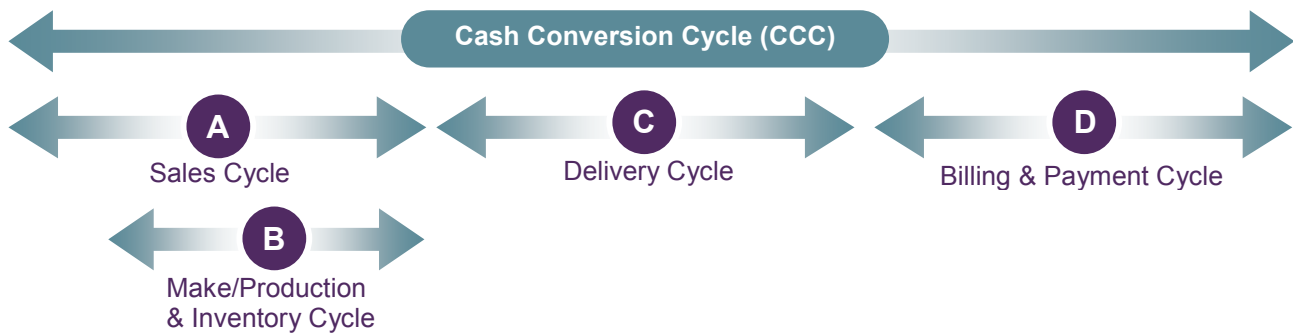 Cash Conversion Cycle (CCC)
A
Sales Cycle
C
Delivery Cycle
D
Billing & Payment Cycle
B
Make/Production
& Inventory Cycle